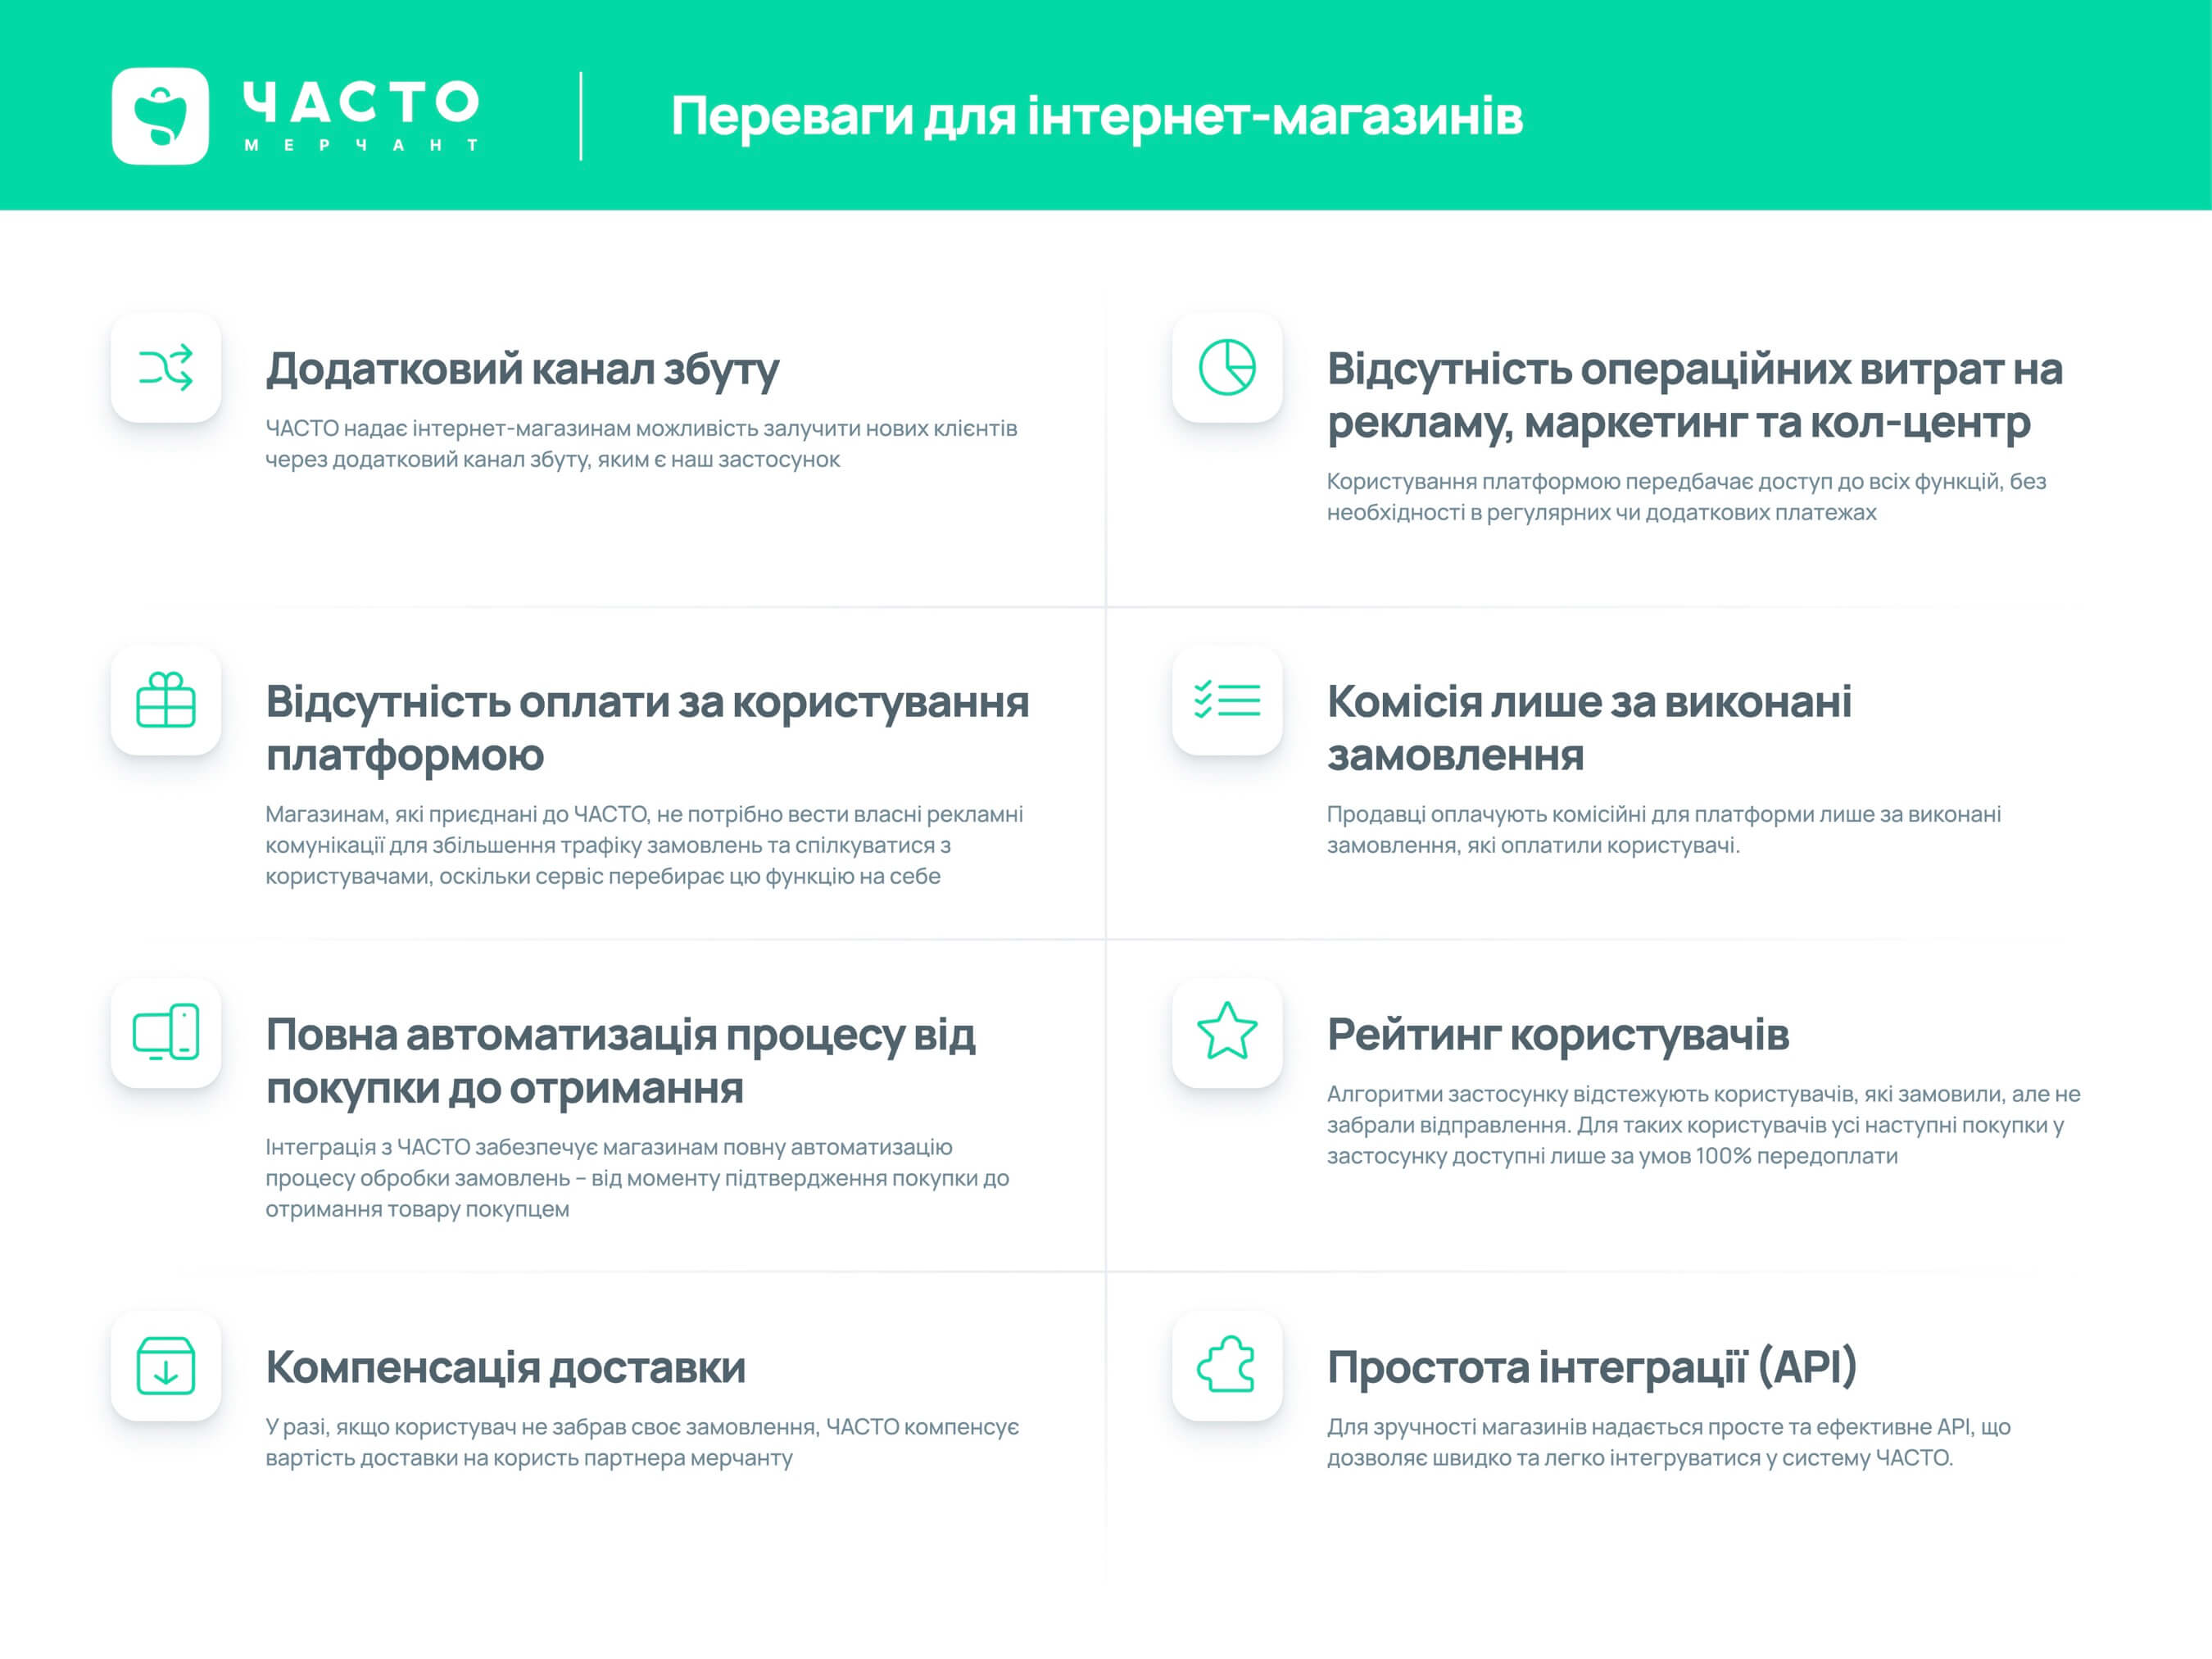 ЧАСТО
МЕРЧАНТ
Переваги для інтернет-магазинів
Додатковий канал збуту
ЧАСТО надає інтернет-магазинам можливість залучити нових клієнтів
через додатковий канал збуту, яким є наш застосунок
Відсутність операційних витрат на
рекламу, маркетинг та кол-центр
Користування платформою передбачає доступ до всіх функцій, без
необхідності в регулярних чи додаткових платежах
Відсутність оплати за користування
платформою
Магазинам, які приєднані до ЧАСТО, не потрібно вести власні рекламні
комунікації для збільшення трафіку замовлень та спілкуватися з
користувачами, оскільки сервіс перебирає цю функцію на себе
Комісія лише за виконані
замовлення
Продавці оплачують комісійні для платформи лише за виконані
замовлення, які оплатили користувачі.
Повна автоматизація процесу від
покупки до отримання
Інтеграція з ЧАСТО забезпечує магазинам повну автоматизацію
процесу обробки замовлень – від моменту підтвердження покупки до
отримання товару покупцем
Рейтинг користувачів
Алгоритми застосунку відстежують користувачів, які замовили, але не
забрали відправлення. Для таких користувачів усі наступні покупки у
застосунку доступні лише за умов 100% передоплати
Компенсація доставки
У разі, якщо користувач не забрав своє замовлення, ЧАСТО компенсує
вартість доставки на користь партнера мерчанту
Простота інтеграції (API)
Для зручності магазинів надається просте та ефективне API, що
дозволяє швидко та легко інтегруватися у систему ЧАСТО.